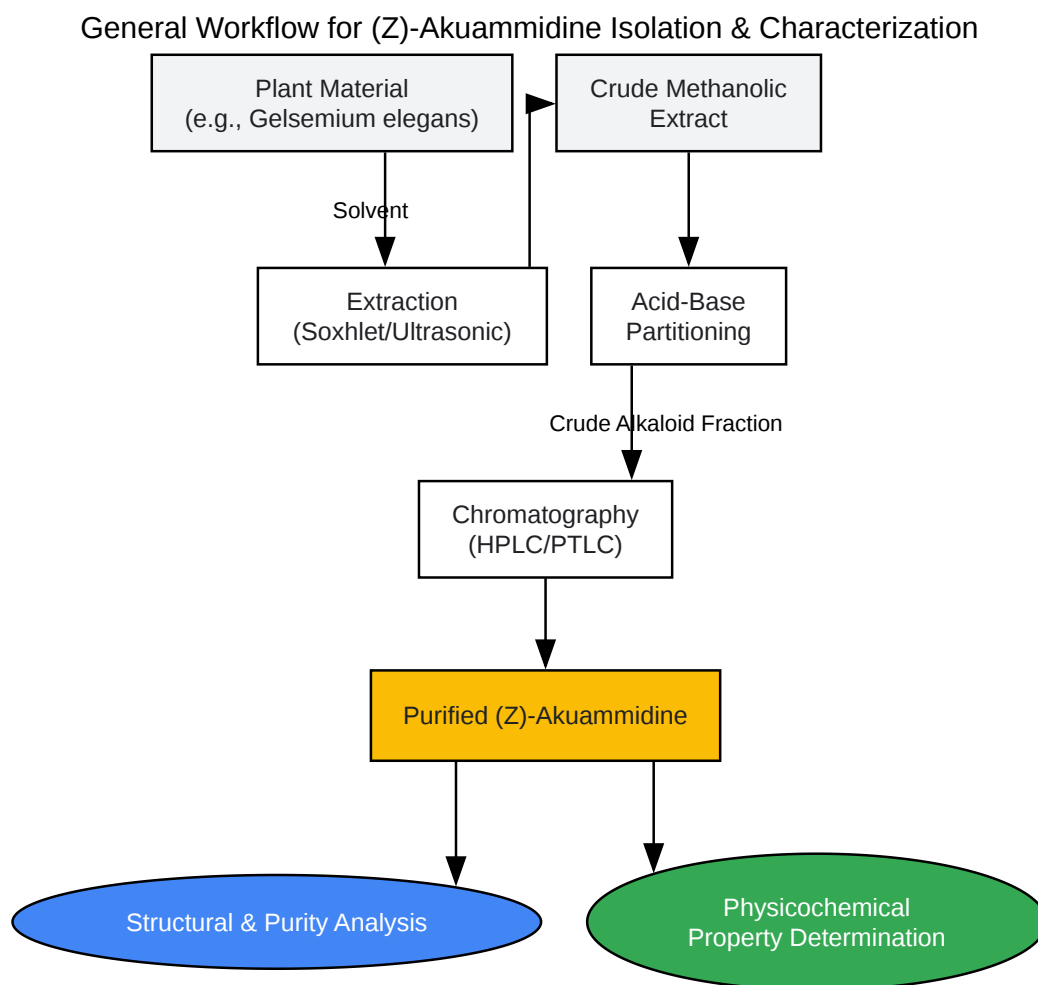 General Workflow for (Z)-Akuammidine Isolation & Characterization
Plant Material
(e.g., Gelsemium elegans)
Crude Methanolic
Extract
Solvent
Extraction
(Soxhlet/Ultrasonic)
Acid-Base
Partitioning
Crude Alkaloid Fraction
Chromatography
(HPLC/PTLC)
Purified (Z)-Akuammidine
Structural & Purity Analysis
Physicochemical
Property Determination